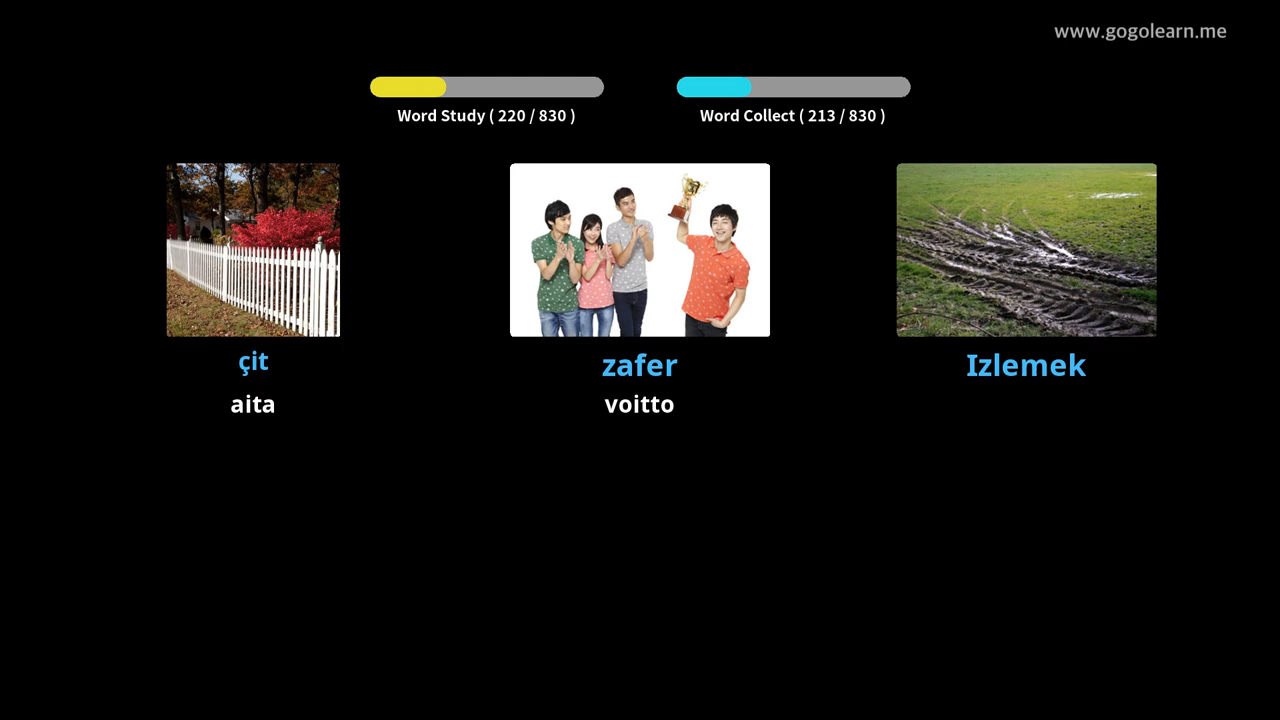 www.gogolearn.me
Word Study ( 220 / 830 )
Word Collect ( 213 / 830 )
çit
zafer
Izlemek
aita
voitto